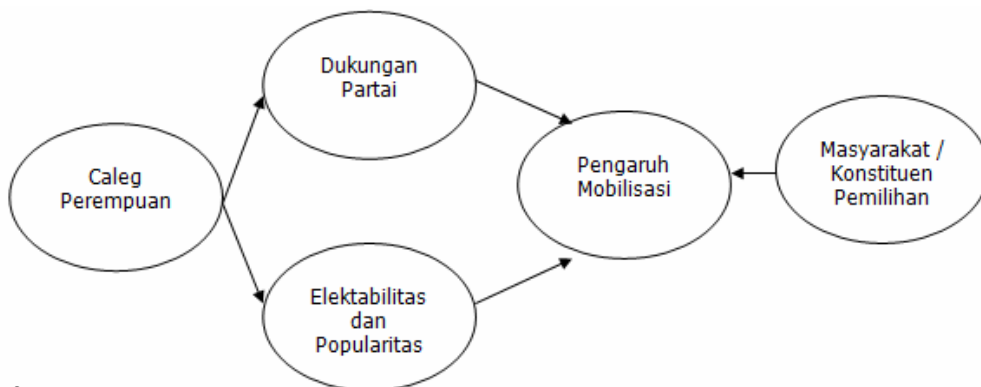 Dukungan
Partai
Caleg
Perempuan
Pengaruh
Mobilisasi
Masyarakat /
Konstituen
Pemilihan
Elektabilitas
dan
Popularitas